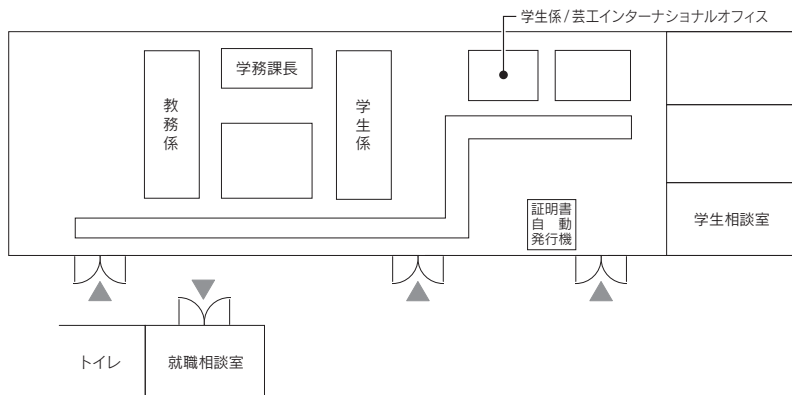 学生係/芸工インターナショナルオフィス
学務課長
教務係
学生係
証明書
自動
発行機
学生相談室
トイレ
就職相談室